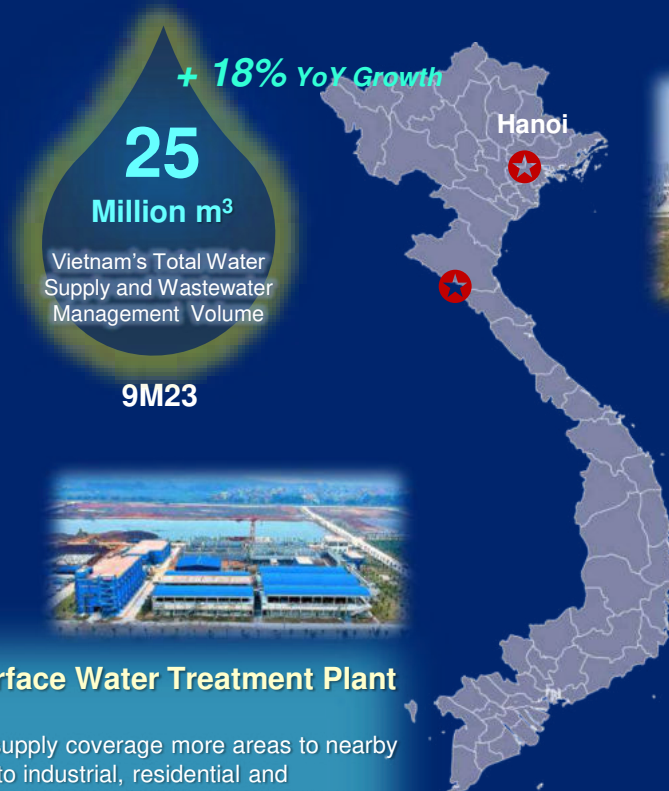 + 18% YoY Growth
25
Million m³
Vietnam's Total Water
Supply and Wastewater
Management Volume
9M23
Hanoi
rface Water Treatment Plant
supply coverage more areas to nearby
to industrial, residential and